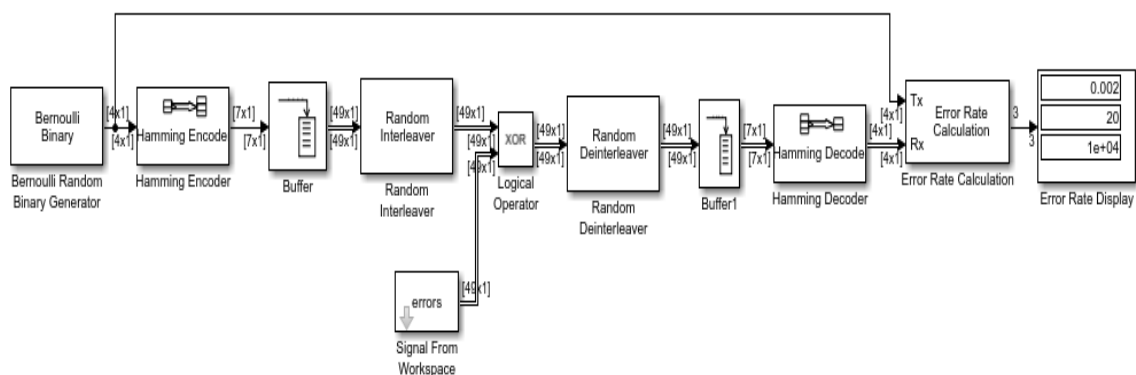 Bernoulli
Binary
Bernoulli Random
Binary Generator
[4x1]
[4x1]
Hamming Encode
Hamming Encoder
[7x1]
[7x1]
Buffer
[49x1]
[49x1]
Random
Interleaver
Random
Interleaver
[49x1]
[49x1]
[49x1]
XOR
Logical
Operator
errors
[49x1]
Signal From
Workspace
[49x1]
[49x1]
Random
Deinterleaver
Random
Deinterleaver
[49x1]
[49x1]
Buffer1
[7x1]
[7x1]
Hamming Decode
Hamming Decoder
[4x1]
[4x1]
[4x1]
[4x1]
Tx
Rx
Error Rate
Calculation
Error Rate Calculation
3
3
0.002
20
1e+04
Error Rate Display